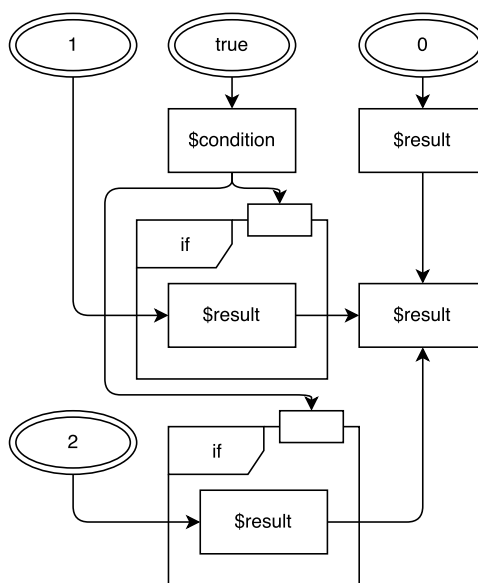 1
true
0
$condition
$result
if
$result
$result
2
if
$result